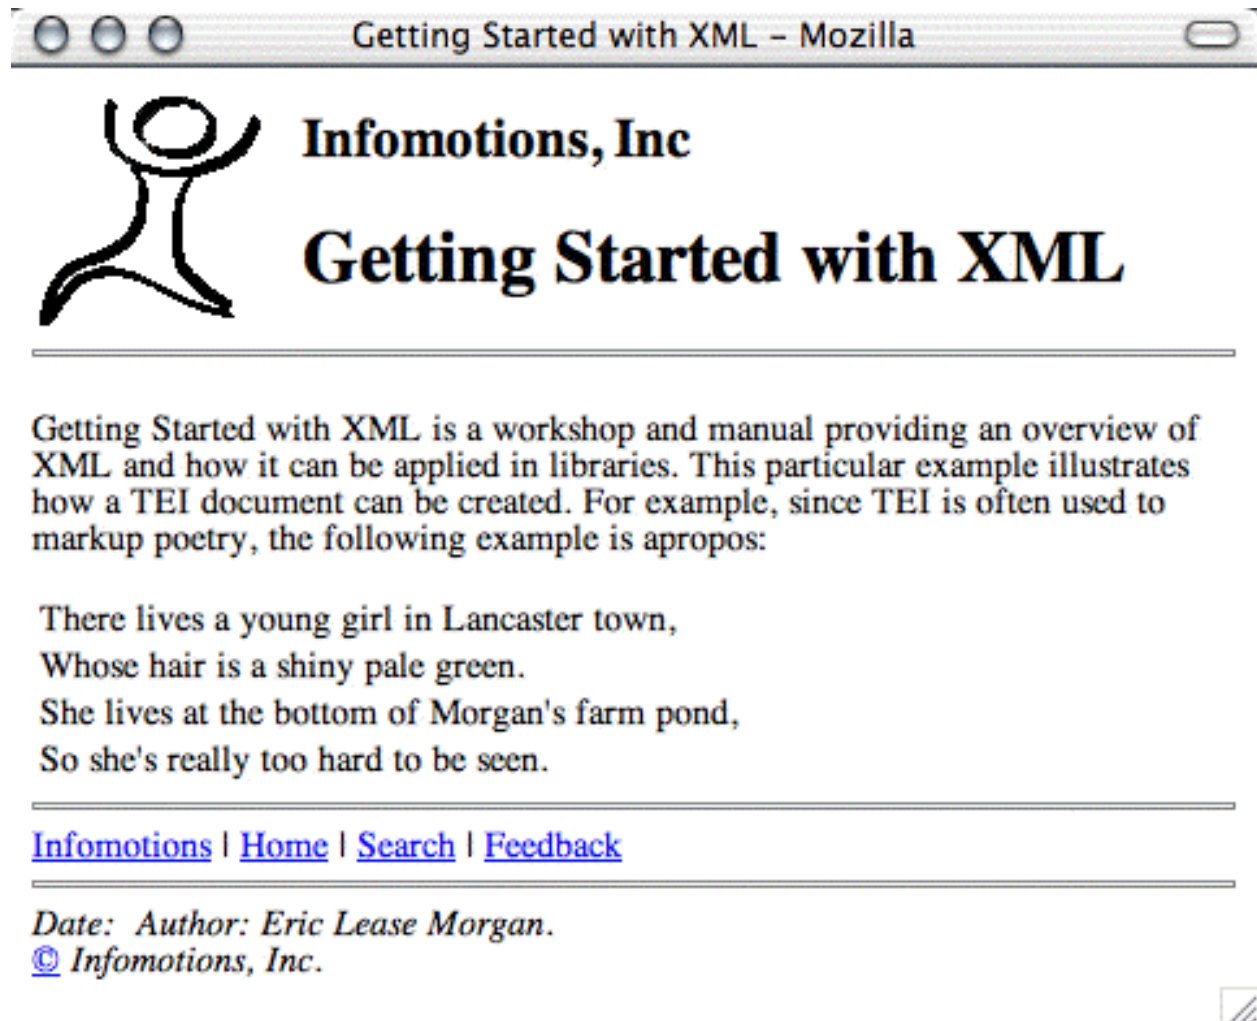 Getting Started with XML – Mozilla
Infomotions, Inc
Getting Started with XML
Getting Started with XML is a workshop and manual providing an overview of
XML and how it can be applied in libraries. This particular example illustrates
how a TEI document can be created. For example, since TEI is often used to
markup poetry, the following example is apropos:
There lives a young girl in Lancaster town,
Whose hair is a shiny pale green.
She lives at the bottom of Morgan's farm pond,
So she's really too hard to be seen.
Infomotions | Home | Search | Feedback
Date:  Author: Eric Lease Morgan.
© Infomotions, Inc.